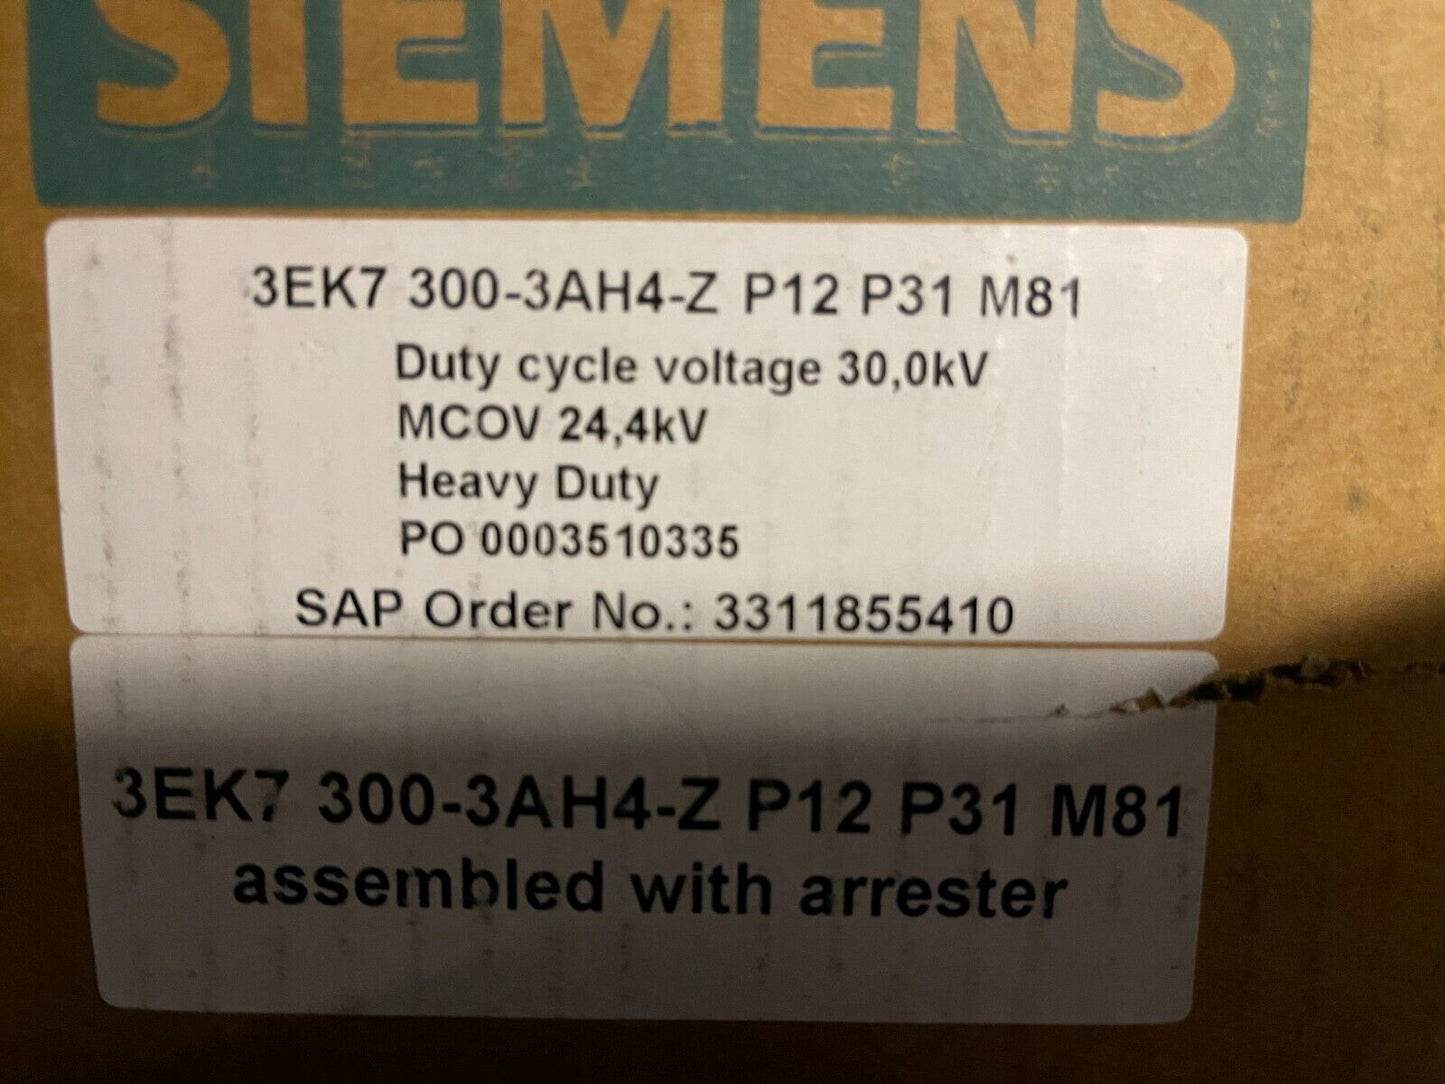 SIEMENS
3EK7 300-3AH4-Z P12 P31 M81
Duty cycle voltage 30,0kV
MCOV 24,4kV
Heavy Duty
PO 0003510335
SAP Order No.: 3311855410
3EK7 300-3AH4-Z P12 P31 M81
assembled with arrester